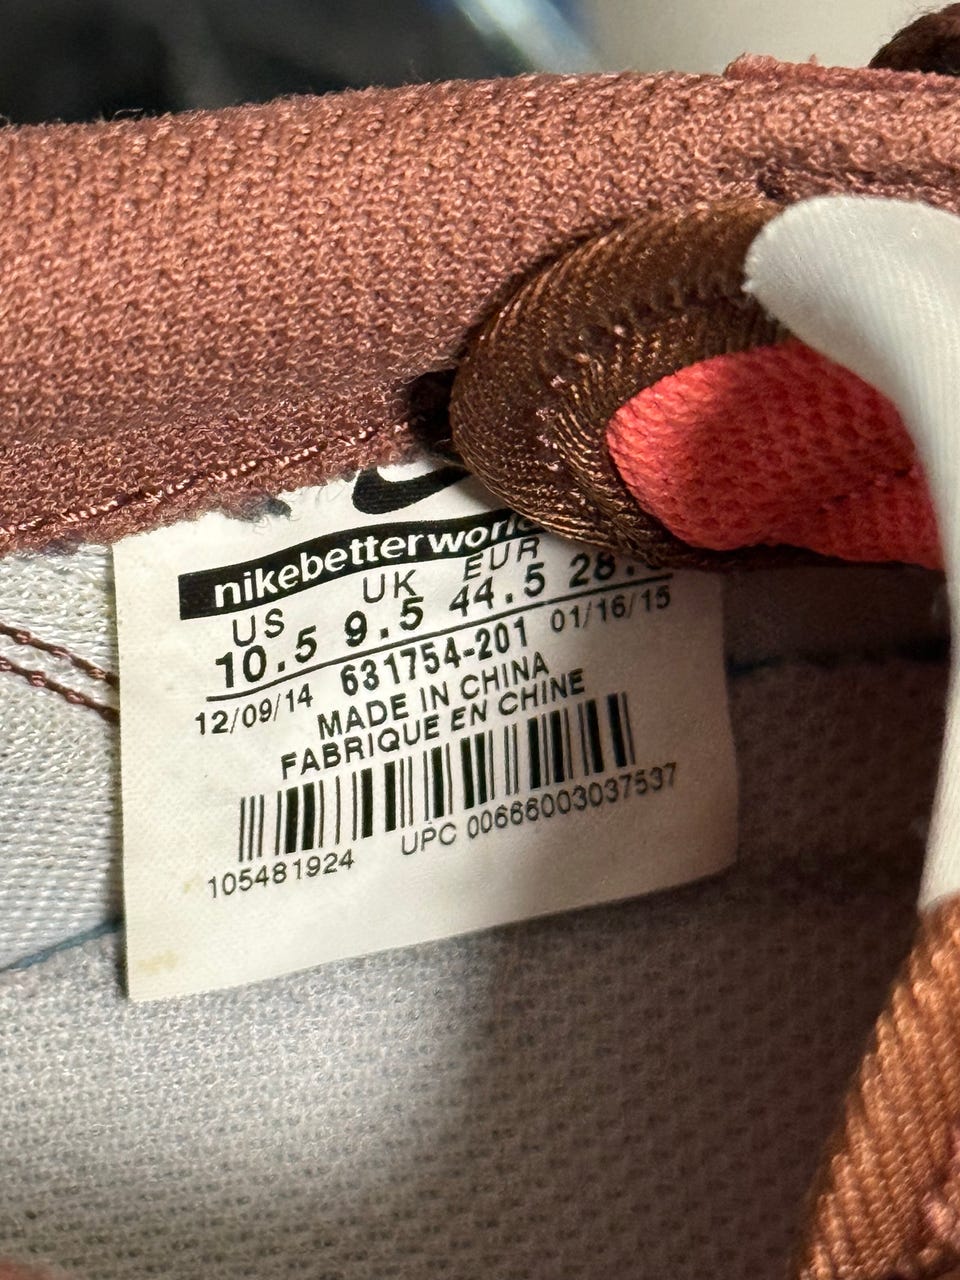 nikebetterworld
US UK EUR
10.5 9.5 44.5
12/09/14 631754-201 01/16/15
MADE IN CHINA
FABRIQUE EN CHINE
105481924 UPC 00666003037537